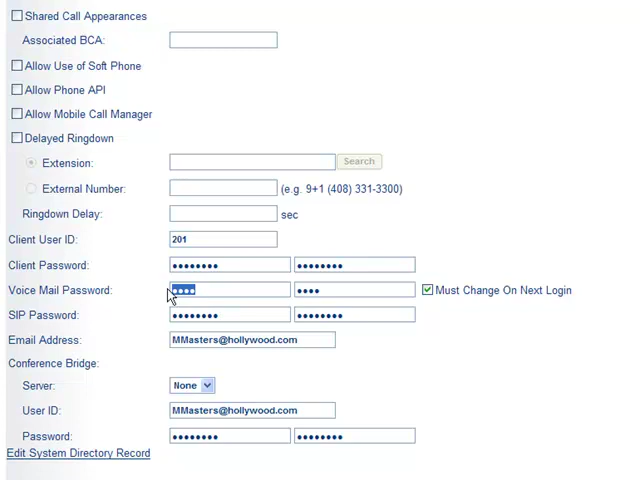 Shared Call Appearances
Associated BCA:
Allow Use of Soft Phone
Allow Phone API
Allow Mobile Call Manager
Delayed Ringdown
Extension: Search
External Number: (e.g. 9+1 (408) 331-3300)
Ringdown Delay: sec
Client User ID: 201
Client Password: •••••••• ••••••••
Voice Mail Password: •••• •••• Must Change On Next Login
SIP Password: •••••••• ••••••••
Email Address: MMasters@hollywood.com
Conference Bridge:
Server: None
User ID: MMasters@hollywood.com
Password: •••••••• ••••••••
Edit System Directory Record